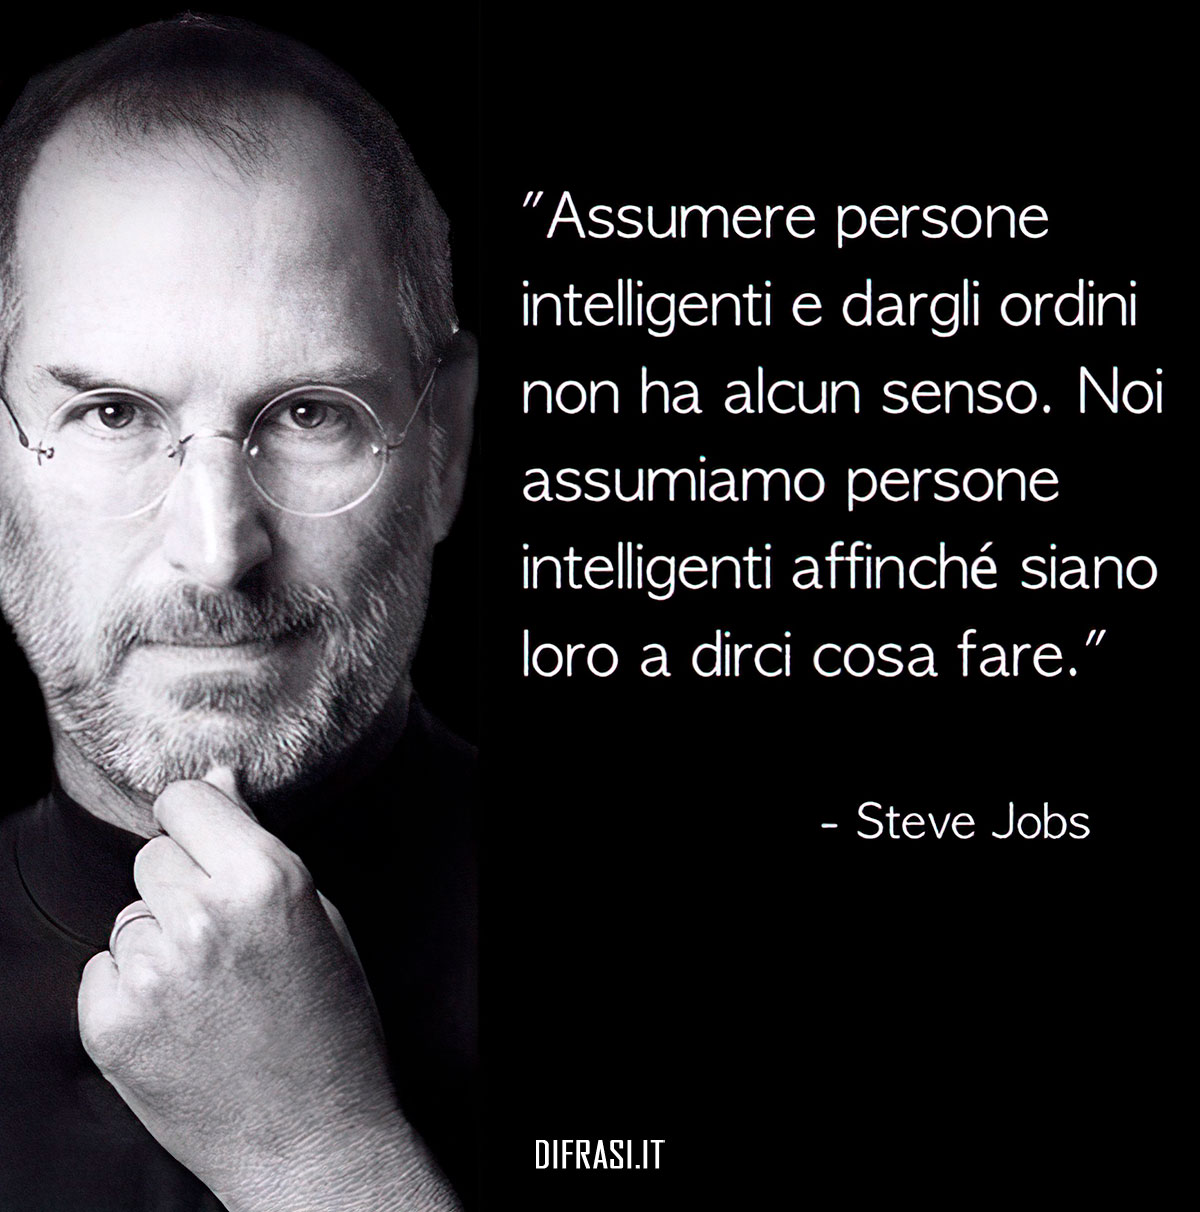 "Assumere persone
intelligenti e dargli ordini
non ha alcun senso. Noi
assumiamo persone
intelligenti affinché siano
loro a dirci cosa fare."
- Steve Jobs
DIFRASI.IT